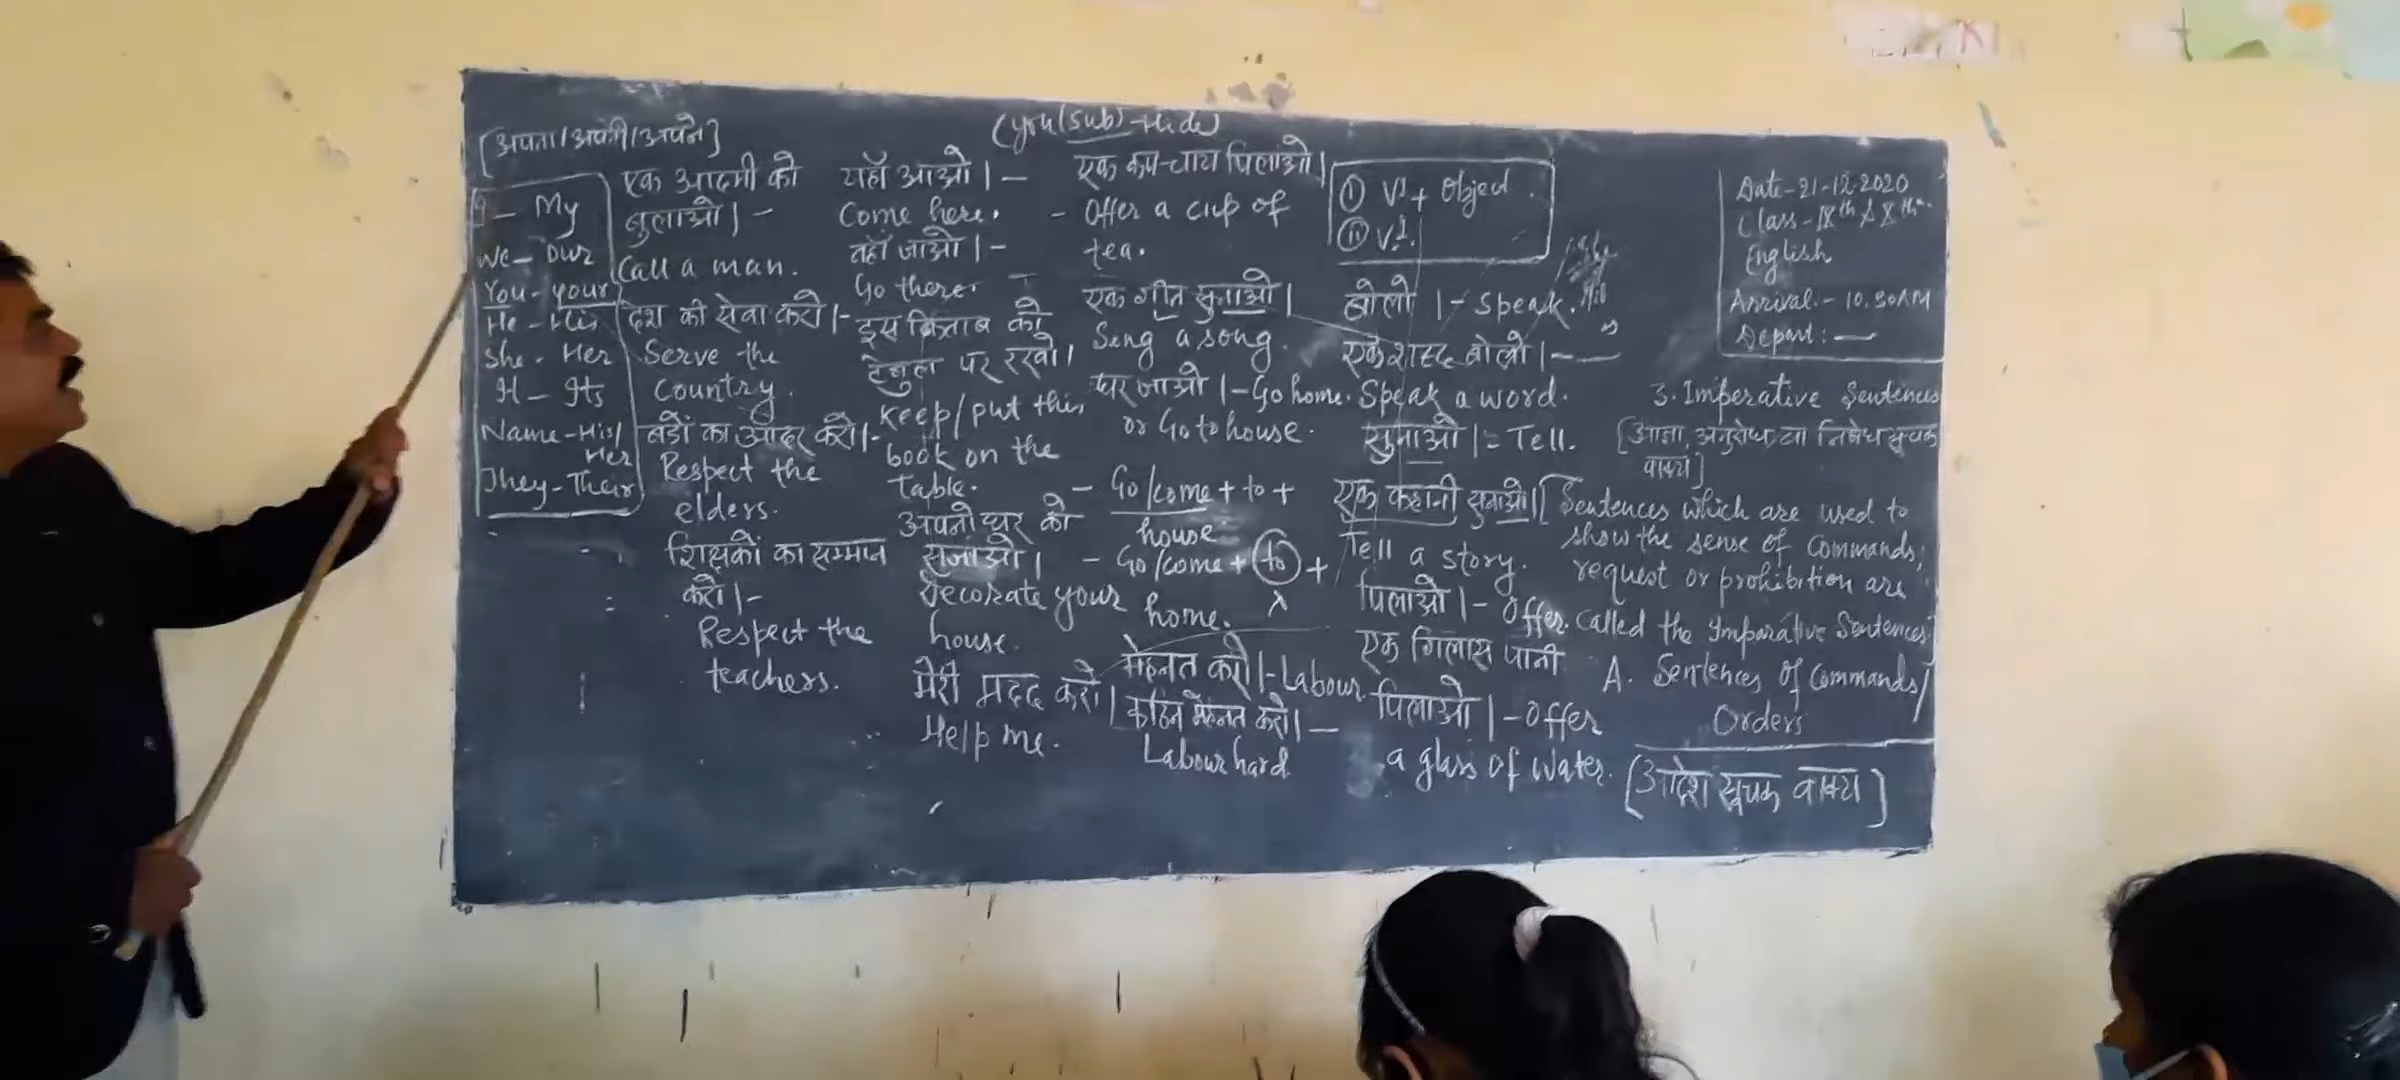 (You(Sub)-Hide)
[अपना/अपनी/अपने]
I - My
We - Our
You - your
He - His
She - Her
It - Its
Name - His/
Her
They - Their
एक आदमी को
बुलाओ। -
Call a man.
देश की सेवा करो। -
Serve the
Country.
बड़ों का आदर करो। -
Respect the
elders.
शिक्षकों का सम्मान
करो। -
Respect the
teachers.
यहाँ आओ। -
Come here.
वहाँ जाओ। -
Go there.
इस किताब को
टेबुल पर रखो।
Keep/put this
book on the
table.
अपने घर को
सजाओ।
Decorate your
house.
मेरी मदद करो।
Help me.
एक कप चाय पिलाओ।
- Offer a cup of
tea.
एक गीत सुनाओ।
Sing a song.
घर जाओ। - Go home.
or Go to house.
- Go/come + to +
house
- Go/come + to +
home. x
मेहनत करो। - Labour.
कठिन मेहनत करो। -
Labour hard.
(i) V¹ + Object.
(ii) V¹.
बोलो। - Speak.
एक शब्द बोलो। -
Speak a word.
सुनाओ। = Tell.
एक कहानी सुनाओ।
Tell a story.
पिलाओ। - Offer.
एक गिलास पानी
पिलाओ। - Offer
a glass of water.
Date - 21-12-2020
Class - IXth & Xth
English
Arrival - 10.30AM
Depart : —
3. Imperative Sentences
[आज्ञा, अनुरोध, या निषेध सूचक
वाक्य]
[Sentences which are used to
show the sense of Commands,
request or prohibition are
called the Imparative Sentences]
A. Sentences of Commands/
Orders
[आदेश सूचक वाक्य]